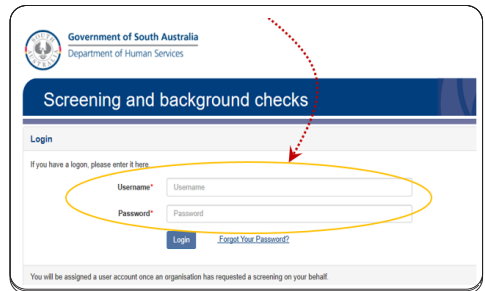 Government of South Australia
Department of Human Services
Screening and background checks
Login
If you have a logon, please enter it here.
Username* Username
Password* Password
Login Forgot Your Password?
You will be assigned a user account once an organisation has requested a screening on your behalf.